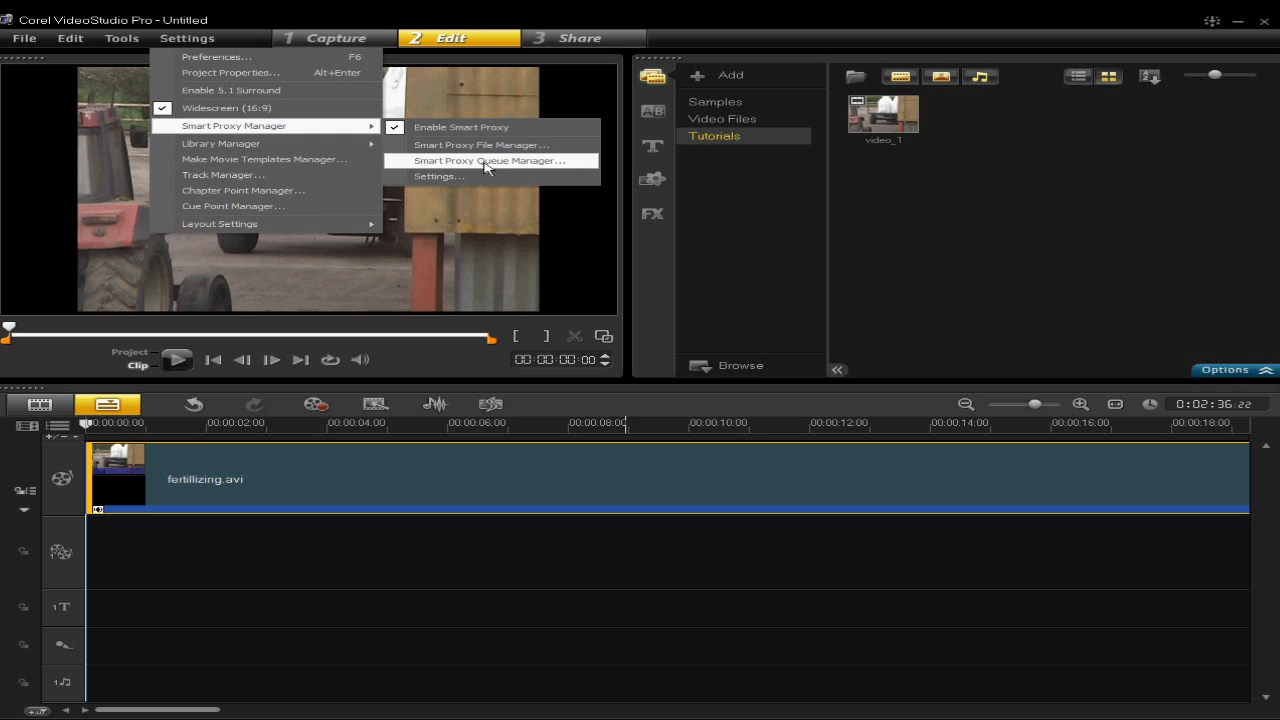 Corel VideoStudio Pro - Untitled
File Edit Tools Settings
1 Capture 2 Edit 3 Share
Preferences... F6
Project Properties... Alt+Enter
Enable 5.1 Surround
Widescreen (16:9)
Smart Proxy Manager
Library Manager
Make Movie Templates Manager...
Track Manager...
Chapter Point Manager...
Cue Point Manager...
Layout Settings
Enable Smart Proxy
Smart Proxy File Manager...
Smart Proxy Queue Manager...
Settings...
Add
Samples
Video Files
Tutorials
Browse
AB
T
FX
video_1
Options
Project
Clip
[ ]
00:00:00:00
0:02:36:22
00:00:00:00 00:00:02:00 00:00:04:00 00:00:06:00 00:00:08:00 00:00:10:00 00:00:12:00 00:00:14:00 00:00:16:00 00:00:18:00
fertillizing.avi
1
1T
1